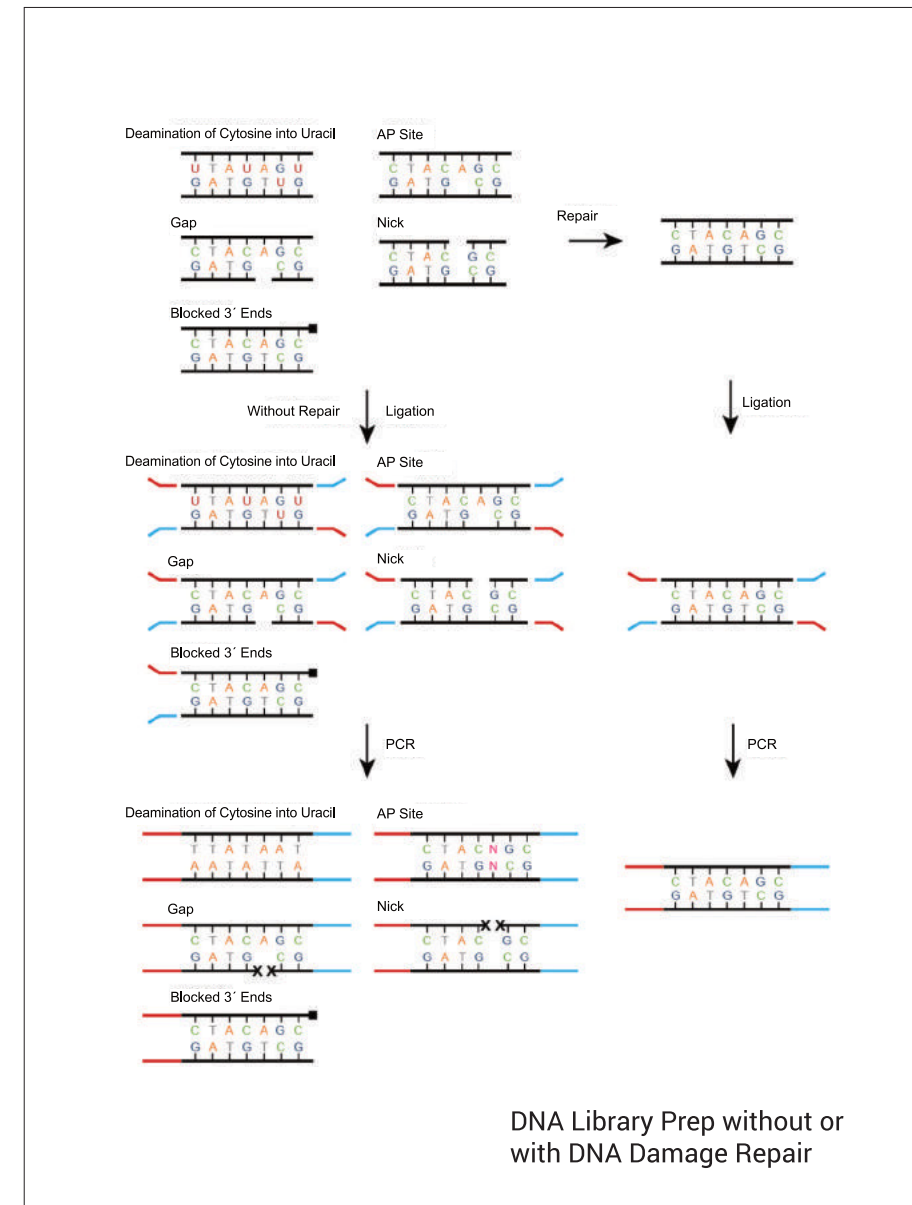 Deamination of Cytosine into Uracil
AP Site
U T A U A G U
G A T G T U G
C T A C A G C
G A T G C G
Gap
Nick
Repair
C T A C A G C
G A T G C G
C T A C G C
G A T G C G
C T A C A G C
G A T G T C G
Blocked 3´ Ends
C T A C A G C
G A T G T C G
Without Repair
Ligation
Ligation
Deamination of Cytosine into Uracil
AP Site
U T A U A G U
G A T G T U G
C T A C A G C
G A T G C G
Gap
Nick
C T A C A G C
G A T G C G
C T A C G C
G A T G C G
C T A C A G C
G A T G T C G
Blocked 3´ Ends
C T A C A G C
G A T G T C G
PCR
PCR
Deamination of Cytosine into Uracil
AP Site
T T A T A A T
A A T A T T A
C T A C N G C
G A T G N C G
Gap
Nick
C T A C A G C
G A T G C G
X X
X X
C T A C G C
G A T G C G
C T A C A G C
G A T G T C G
Blocked 3´ Ends
C T A C A G C
G A T G T C G
DNA Library Prep without or
with DNA Damage Repair